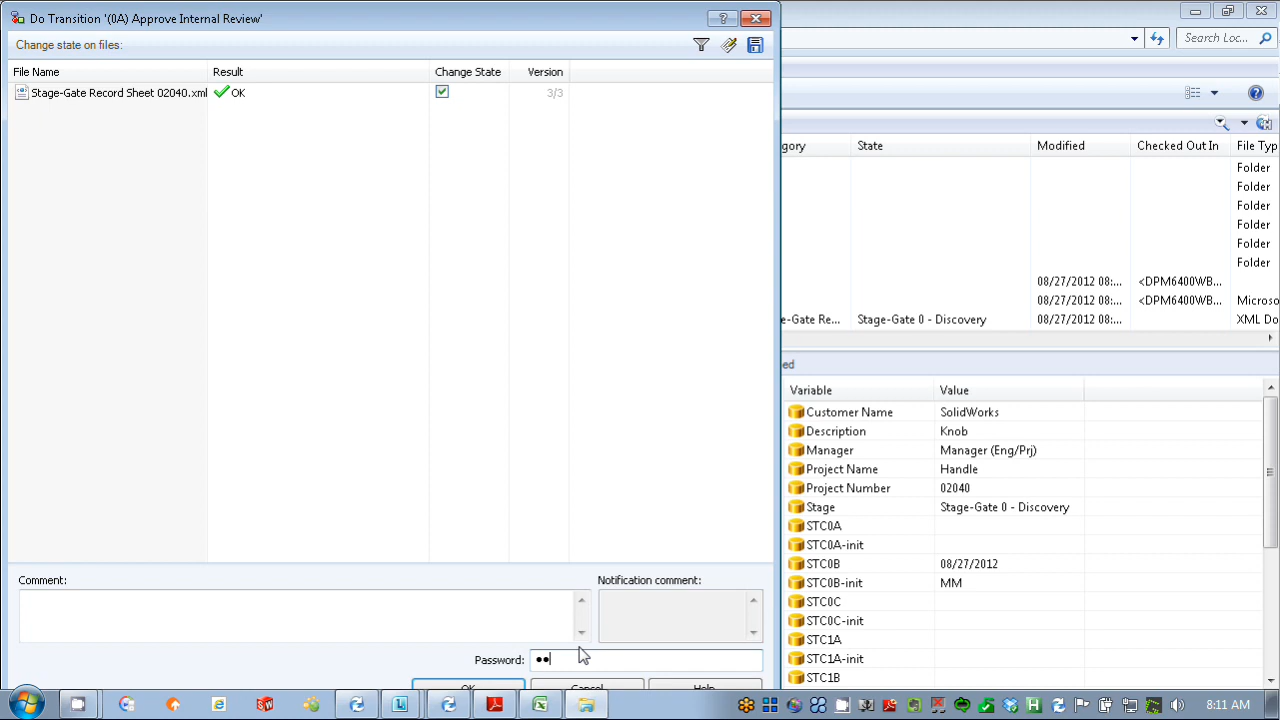 Do Transition '(0A) Approve Internal Review'
Change state on files:
File Name Result Change State Version
Stage-Gate Record Sheet 02040.xml OK 3/3
Comment:
Notification comment:
Password: ●●
OK Cancel Help
Search Loc...
gory State Modified Checked Out In File Typ
Folder
Folder
Folder
Folder
Folder
Folder
08/27/2012 08:... <DPM6400WB...
08/27/2012 08:... <DPM6400WB... Microso
e-Gate Re... Stage-Gate 0 - Discovery 08/27/2012 08:... XML Do
ed
Variable Value
Customer Name SolidWorks
Description Knob
Manager Manager (Eng/Prj)
Project Name Handle
Project Number 02040
Stage Stage-Gate 0 - Discovery
STC0A
STC0A-init
STC0B 08/27/2012
STC0B-init MM
STC0C
STC0C-init
STC1A
STC1A-init
STC1B
8:11 AM